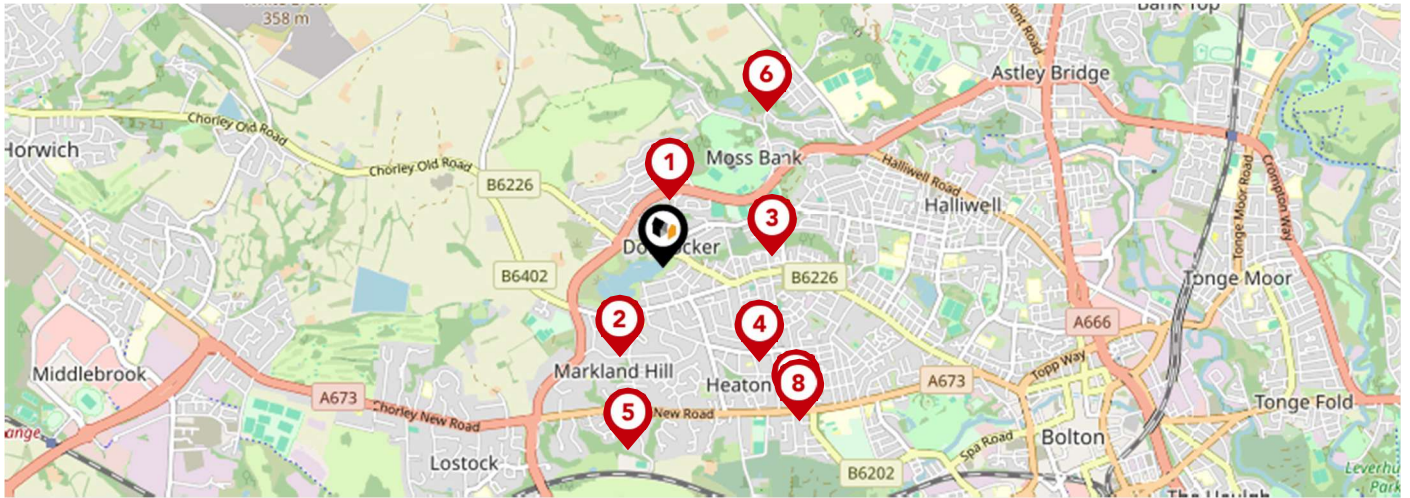 358 m
Bank Top
Astley Bridge
6
Chorley Old Road
Horwich
Chorley Old Road
1
Moss Bank
Halliwell Road
B6226
Halliwell
Crompton Way
Tonge Moor Road
3
B6402
B6226
Tonge Moor
2
4
A666
Markland Hill
Middlebrook
Heaton
8
A673
Topp Way
A673
Chorley New Road
5
New Road
Tonge Fold
Spa Road
Bolton
Lostock
B6202